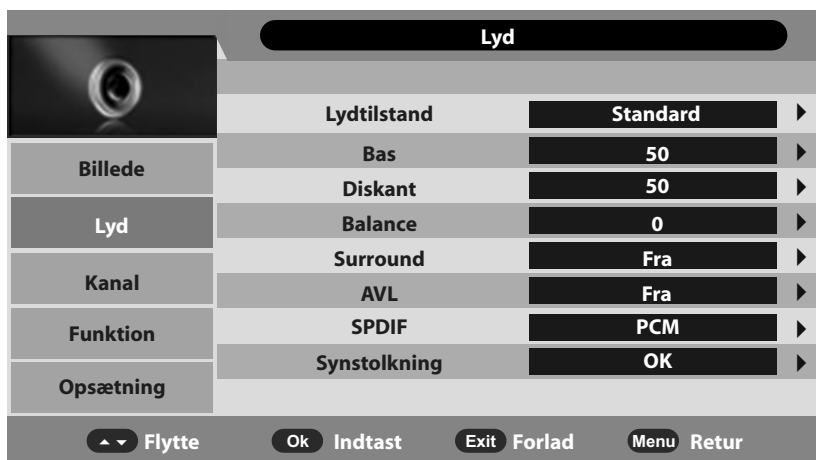 Lyd
Lydtilstand Standard
Bas 50
Diskant 50
Balance 0
Surround Fra
AVL Fra
SPDIF PCM
Synstolkning OK
Billede
Lyd
Kanal
Funktion
Opsætning
Flytte Ok Indtast Exit Forlad Menu Retur